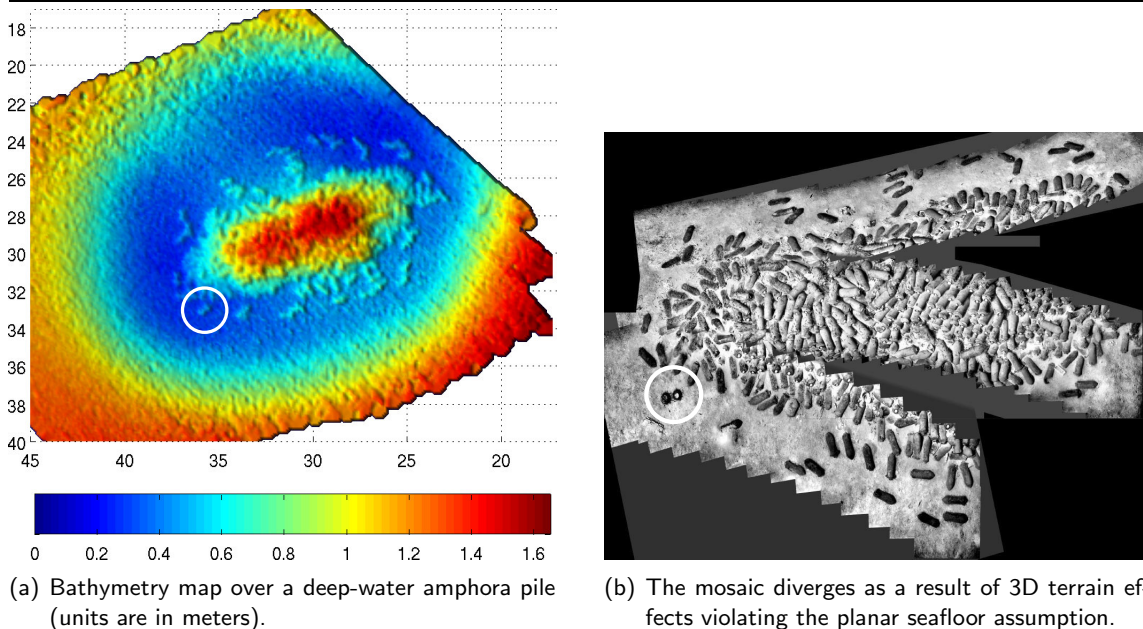 18
20
22
24
26
28
30
32
34
36
38
40
45 40 35 30 25 20
0 0.2 0.4 0.6 0.8 1 1.2 1.4 1.6
(a) Bathymetry map over a deep-water amphora pile
(units are in meters).
(b) The mosaic diverges as a result of 3D terrain ef-
fects violating the planar seafloor assumption.